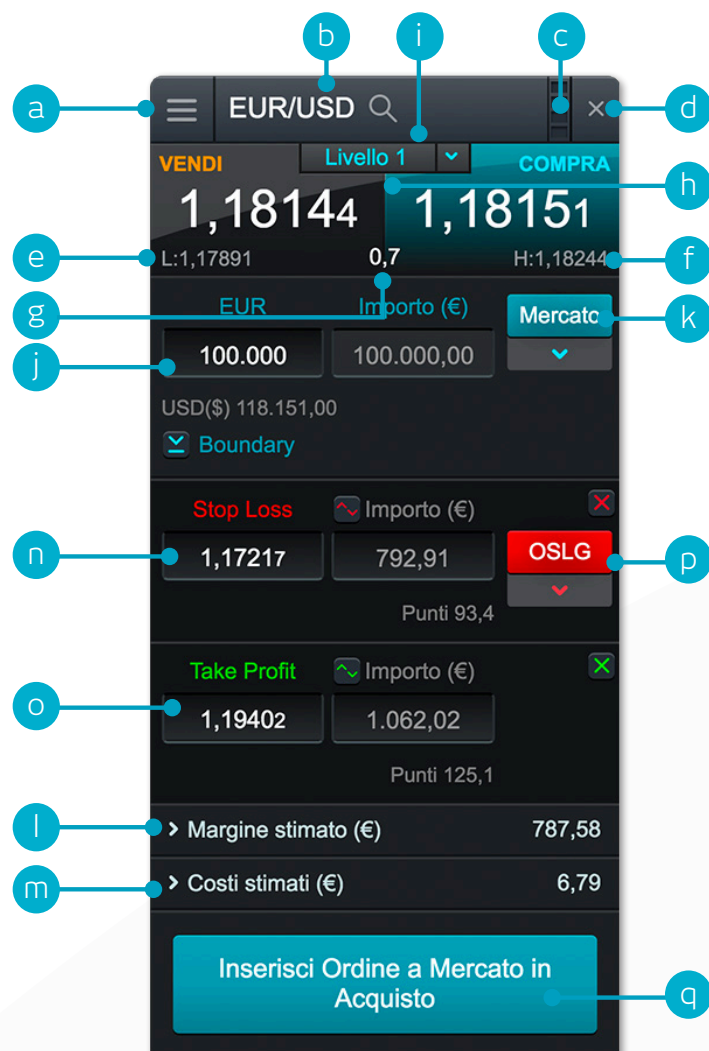 b i c
a EUR/USD d
VENDI Livello 1 COMPRA
h
1,18144 1,18151
e L:1,17891 0,7 H:1,18244 f
g EUR Importo (€) Mercato k
j 100.000 100.000,00
USD($) 118.151,00
Boundary
Stop Loss Importo (€)
n 1,17217 792,91 OSLG p
Punti 93,4
Take Profit Importo (€)
o 1,19402 1.062,02
Punti 125,1
l Margine stimato (€) 787,58
m Costi stimati (€) 6,79
Inserisci Ordine a Mercato in
Acquisto q